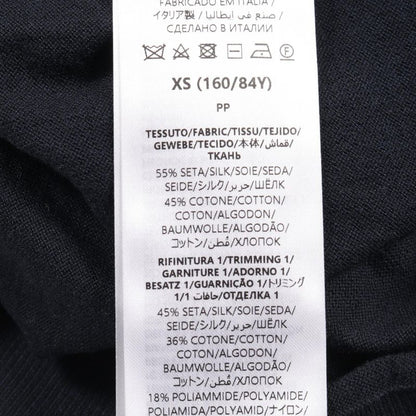 FABRICADO EM ITÁLIA /
イタリア製 / صنع في ايطاليا /
СДЕЛАНО В ИТАЛИИ
XS (160/84Y)
PP
TESSUTO/FABRIC/TISSU/TEJIDO/
GEWEBE/TECIDO/本体/قماش/
ТКАНЬ
55% SETA/SILK/SOIE/SEDA/
SEIDE/シルク/حرير/ШЁЛК
45% COTONE/COTTON/
COTON/ALGODON/
BAUMWOLLE/ALGODÃO/
コットン/قُطن/ХЛОПОК
RIFINITURA 1/TRIMMING 1/
GARNITURE 1/ADORNO 1/
BESATZ 1/GUARNIÇÃO 1/トリミング
1/حافات 1/ОТДЕЛКА 1
45% SETA/SILK/SOIE/SEDA/
SEIDE/シルク/حرير/ШЁЛК
36% COTONE/COTTON/
COTON/ALGODON/
BAUMWOLLE/ALGODÃO/
コットン/قُطن/ХЛОПОК
18% POLIAMMIDE/POLYAMIDE/
POLIAMIDA/POLYAMID/ナイロン/